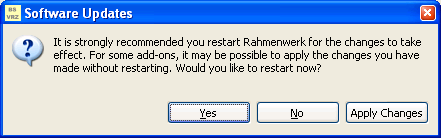 BS
VRZ
Software Updates
It is strongly recommended you restart Rahmenwerk for the changes to take
effect. For some add-ons, it may be possible to apply the changes you have
made without restarting. Would you like to restart now?
Yes
No
Apply Changes